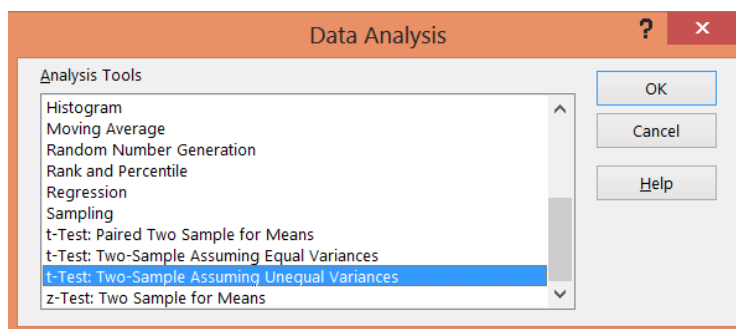 Data Analysis
?
Analysis Tools
Histogram
Moving Average
Random Number Generation
Rank and Percentile
Regression
Sampling
t-Test: Paired Two Sample for Means
t-Test: Two-Sample Assuming Equal Variances
t-Test: Two-Sample Assuming Unequal Variances
z-Test: Two Sample for Means
OK
Cancel
Help